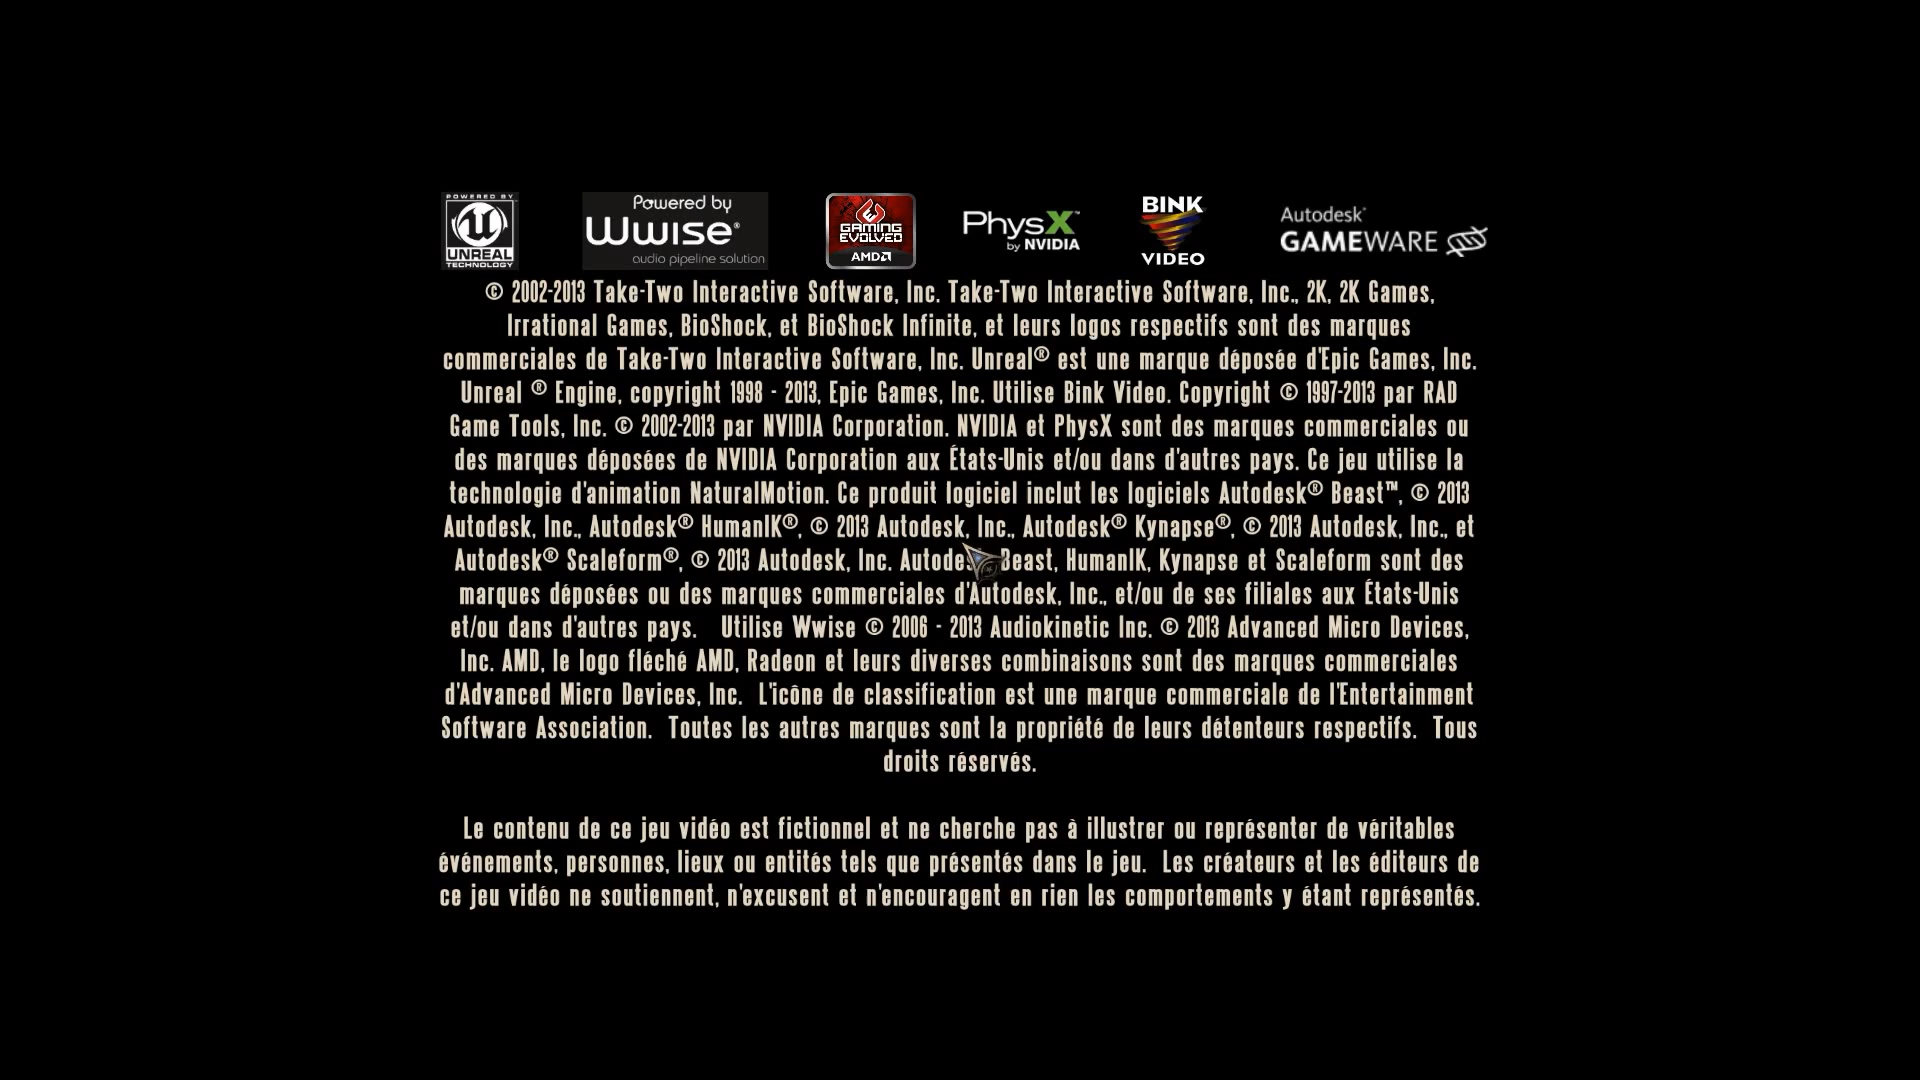 POWERED BY
UNREAL
TECHNOLOGY
Powered by
Wwise®
audio pipeline solution
GAMING
EVOLVED
AMD
PhysX™
by NVIDIA
BINK
VIDEO
Autodesk®
GAMEWARE
© 2002-2013 Take-Two Interactive Software, Inc. Take-Two Interactive Software, Inc., 2K, 2K Games,
Irrational Games, BioShock, et BioShock Infinite, et leurs logos respectifs sont des marques
commerciales de Take-Two Interactive Software, Inc. Unreal® est une marque déposée d'Epic Games, Inc.
Unreal ® Engine, copyright 1998 - 2013, Epic Games, Inc. Utilise Bink Video. Copyright © 1997-2013 par RAD
Game Tools, Inc. © 2002-2013 par NVIDIA Corporation. NVIDIA et PhysX sont des marques commerciales ou
des marques déposées de NVIDIA Corporation aux États-Unis et/ou dans d'autres pays. Ce jeu utilise la
technologie d'animation NaturalMotion. Ce produit logiciel inclut les logiciels Autodesk® Beast™, © 2013
Autodesk, Inc., Autodesk® HumanIK®, © 2013 Autodesk, Inc., Autodesk® Kynapse®, © 2013 Autodesk, Inc., et
Autodesk® Scaleform®, © 2013 Autodesk, Inc. Beast, HumanIK, Kynapse et Scaleform sont des
marques déposées ou des marques commerciales d'Autodesk, Inc., et/ou de ses filiales aux États-Unis
et/ou dans d'autres pays.   Utilise Wwise © 2006 - 2013 Audiokinetic Inc. © 2013 Advanced Micro Devices,
Inc. AMD, le logo fléché AMD, Radeon et leurs diverses combinaisons sont des marques commerciales
d'Advanced Micro Devices, Inc.  L'icône de classification est une marque commerciale de l'Entertainment
Software Association.  Toutes les autres marques sont la propriété de leurs détenteurs respectifs.  Tous
droits réservés.
Le contenu de ce jeu vidéo est fictionnel et ne cherche pas à illustrer ou représenter de véritables
événements, personnes, lieux ou entités tels que présentés dans le jeu.  Les créateurs et les éditeurs de
ce jeu vidéo ne soutiennent, n'excusent et n'encouragent en rien les comportements y étant représentés.